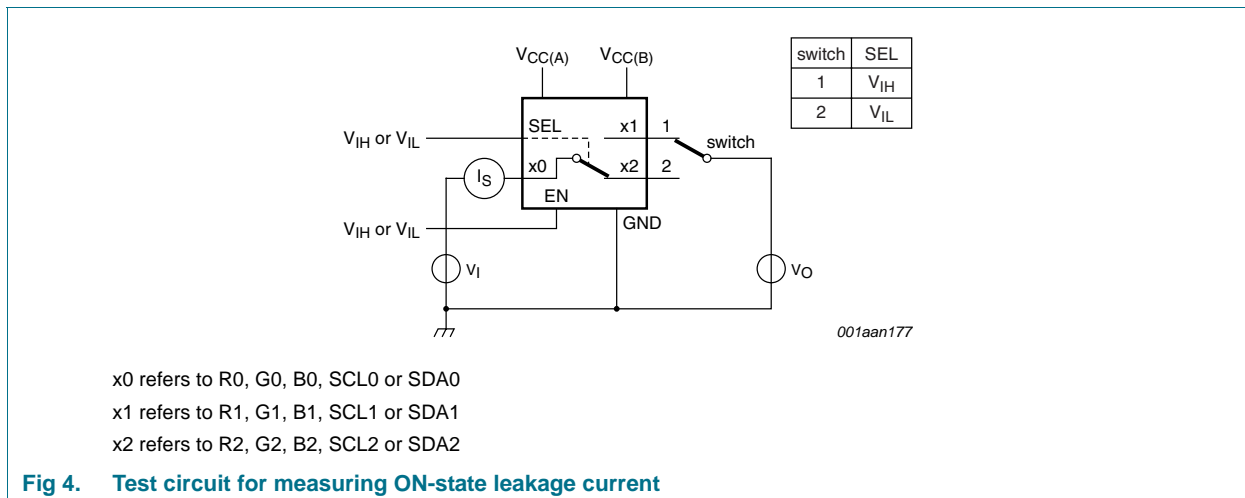 VCC(A) VCC(B)
switch SEL
1 VIH
2 VIL
VIH or VIL
SEL x1 1
switch
IS x0 x2 2
EN
VIH or VIL
GND
VI
VO
001aan177
x0 refers to R0, G0, B0, SCL0 or SDA0
x1 refers to R1, G1, B1, SCL1 or SDA1
x2 refers to R2, G2, B2, SCL2 or SDA2
Fig 4. Test circuit for measuring ON-state leakage current